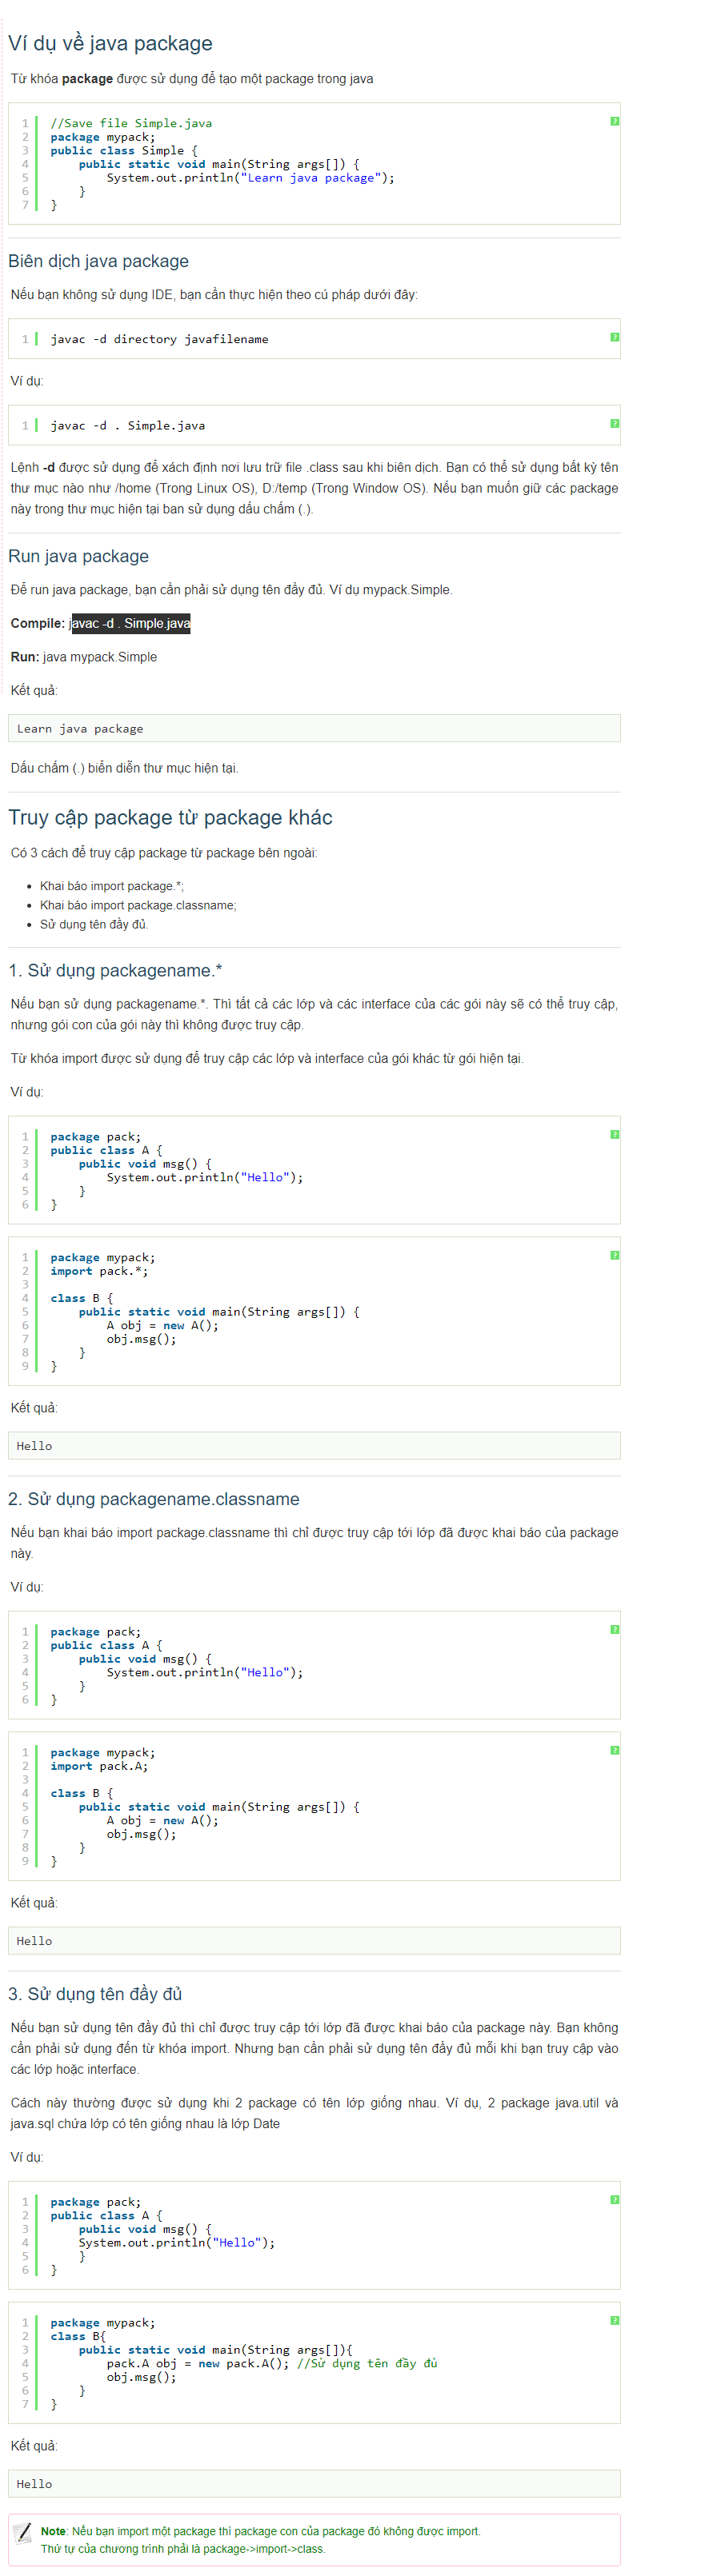 Ví dụ về java package
Từ khóa package được sử dụng để tạo một package trong java
1 //Save file Simple.java
2 package mypack;
3 public class Simple {
4 public static void main(String args[]) {
5 System.out.println("Learn java package");
6 }
7 }
Biên dịch java package
Nếu bạn không sử dụng IDE, bạn cần thực hiện theo cú pháp dưới đây:
1 javac -d directory javafilename
Ví dụ:
1 javac -d . Simple.java
Lệnh -d được sử dụng để xách định nơi lưu trữ file .class sau khi biên dịch. Bạn có thể sử dụng bất kỳ tên
thư mục nào như /home (Trong Linux OS), D:/temp (Trong Window OS). Nếu bạn muốn giữ các package
này trong thư mục hiện tại ban sử dụng dấu chấm (.).
Run java package
Để run java package, bạn cần phải sử dụng tên đầy đủ. Ví dụ mypack.Simple.
Compile: javac -d . Simple.java
Run: java mypack.Simple
Kết quả:
Learn java package
Dấu chấm (.) biển diễn thư mục hiện tại.
Truy cập package từ package khác
Có 3 cách để truy cập package từ package bên ngoài:
• Khai báo import package.*;
• Khai báo import package.classname;
• Sử dụng tên đầy đủ.
1. Sử dụng packagename.*
Nếu bạn sử dụng packagename.*. Thì tất cả các lớp và các interface của các gói này sẽ có thể truy cập,
nhưng gói con của gói này thì không được truy cập.
Từ khóa import được sử dụng để truy cập các lớp và interface của gói khác từ gói hiện tại.
Ví dụ:
1 package pack;
2 public class A {
3 public void msg() {
4 System.out.println("Hello");
5 }
6 }
1 package mypack;
2 import pack.*;
3
4 class B {
5 public static void main(String args[]) {
6 A obj = new A();
7 obj.msg();
8 }
9 }
Kết quả:
Hello
2. Sử dụng packagename.classname
Nếu bạn khai báo import package.classname thì chỉ được truy cập tới lớp đã được khai báo của package
này.
Ví dụ:
1 package pack;
2 public class A {
3 public void msg() {
4 System.out.println("Hello");
5 }
6 }
1 package mypack;
2 import pack.A;
3
4 class B {
5 public static void main(String args[]) {
6 A obj = new A();
7 obj.msg();
8 }
9 }
Kết quả:
Hello
3. Sử dụng tên đầy đủ
Nếu bạn sử dụng tên đầy đủ thì chỉ được truy cập tới lớp đã được khai báo của package này. Bạn không
cần phải sử dụng đến từ khóa import. Nhưng bạn cần phải sử dụng tên đầy đủ mỗi khi bạn truy cập vào
các lớp hoặc interface.
Cách này thường được sử dụng khi 2 package có tên lớp giống nhau. Ví dụ, 2 package java.util và
java.sql chứa lớp có tên giống nhau là lớp Date
Ví dụ:
1 package pack;
2 public class A {
3 public void msg() {
4 System.out.println("Hello");
5 }
6 }
1 package mypack;
2 class B{
3 public static void main(String args[]){
4 pack.A obj = new pack.A(); //Sử dụng tên đầy đủ
5 obj.msg();
6 }
7 }
Kết quả:
Hello
Note: Nếu bạn import một package thì package con của package đó không được import.
Thứ tự của chương trình phải là package->import->class.